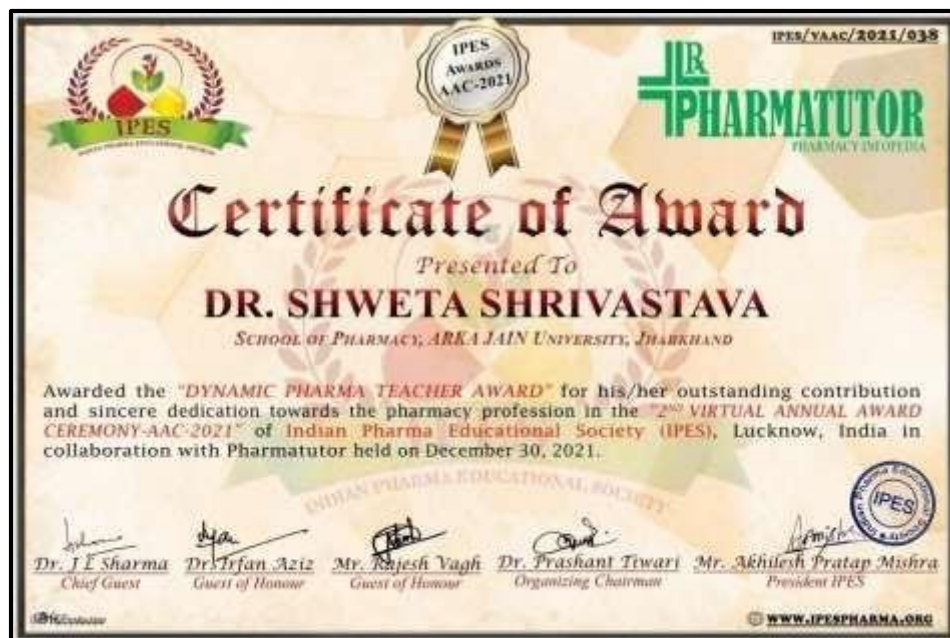 IPES/VAAC/2021/038
IPES
AWARDS
AAC-2021
IPES
INDIAN PHARMA EDUCATIONAL SOCIETY
PHARMATUTOR
PHARMACY INFOPEDIA
Certificate of Award
Presented To
DR. SHWETA SHRIVASTAVA
SCHOOL OF PHARMACY, ARKA JAIN UNIVERSITY, JHARKHAND
Awarded the "DYNAMIC PHARMA TEACHER AWARD" for his/her outstanding contribution
and sincere dedication towards the pharmacy profession in the "2ND VIRTUAL ANNUAL AWARD
CEREMONY-AAC-2021" of Indian Pharma Educational Society (IPES), Lucknow, India in
collaboration with Pharmatutor held on December 30, 2021.
INDIAN PHARMA EDUCATIONAL SOCIETY
IPES
Dr. J L Sharma
Chief Guest
Dr. Irfan Aziz
Guest of Honour
Mr. Rajesh Vagh
Guest of Honour
Dr. Prashant Tiwari
Organizing Chairman
Mr. Akhilesh Pratap Mishra
President IPES
WWW.IPESPHARMA.ORG